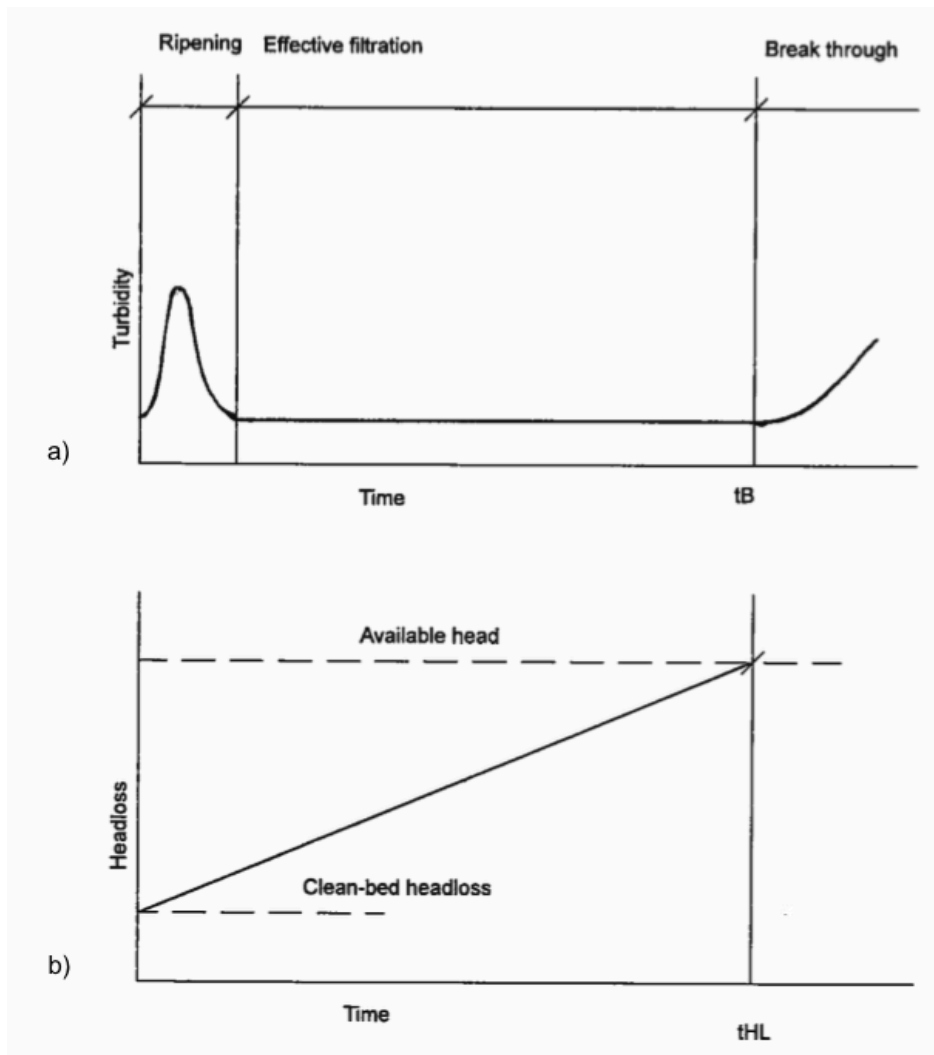 Ripening Effective filtration Break through
Turbidity
a)
Time tB
Available head
Headloss
Clean-bed headloss
b)
Time tHL